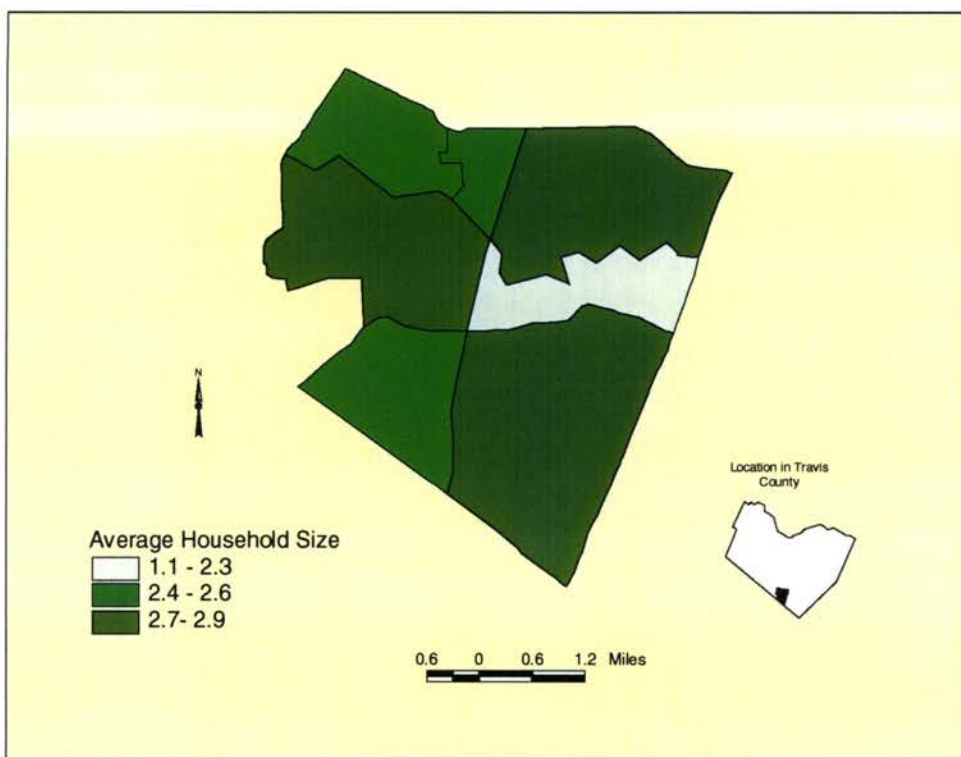 N
Location in Travis
County
Average Household Size
1.1 - 2.3
2.4 - 2.6
2.7- 2.9
0.6 0 0.6 1.2 Miles